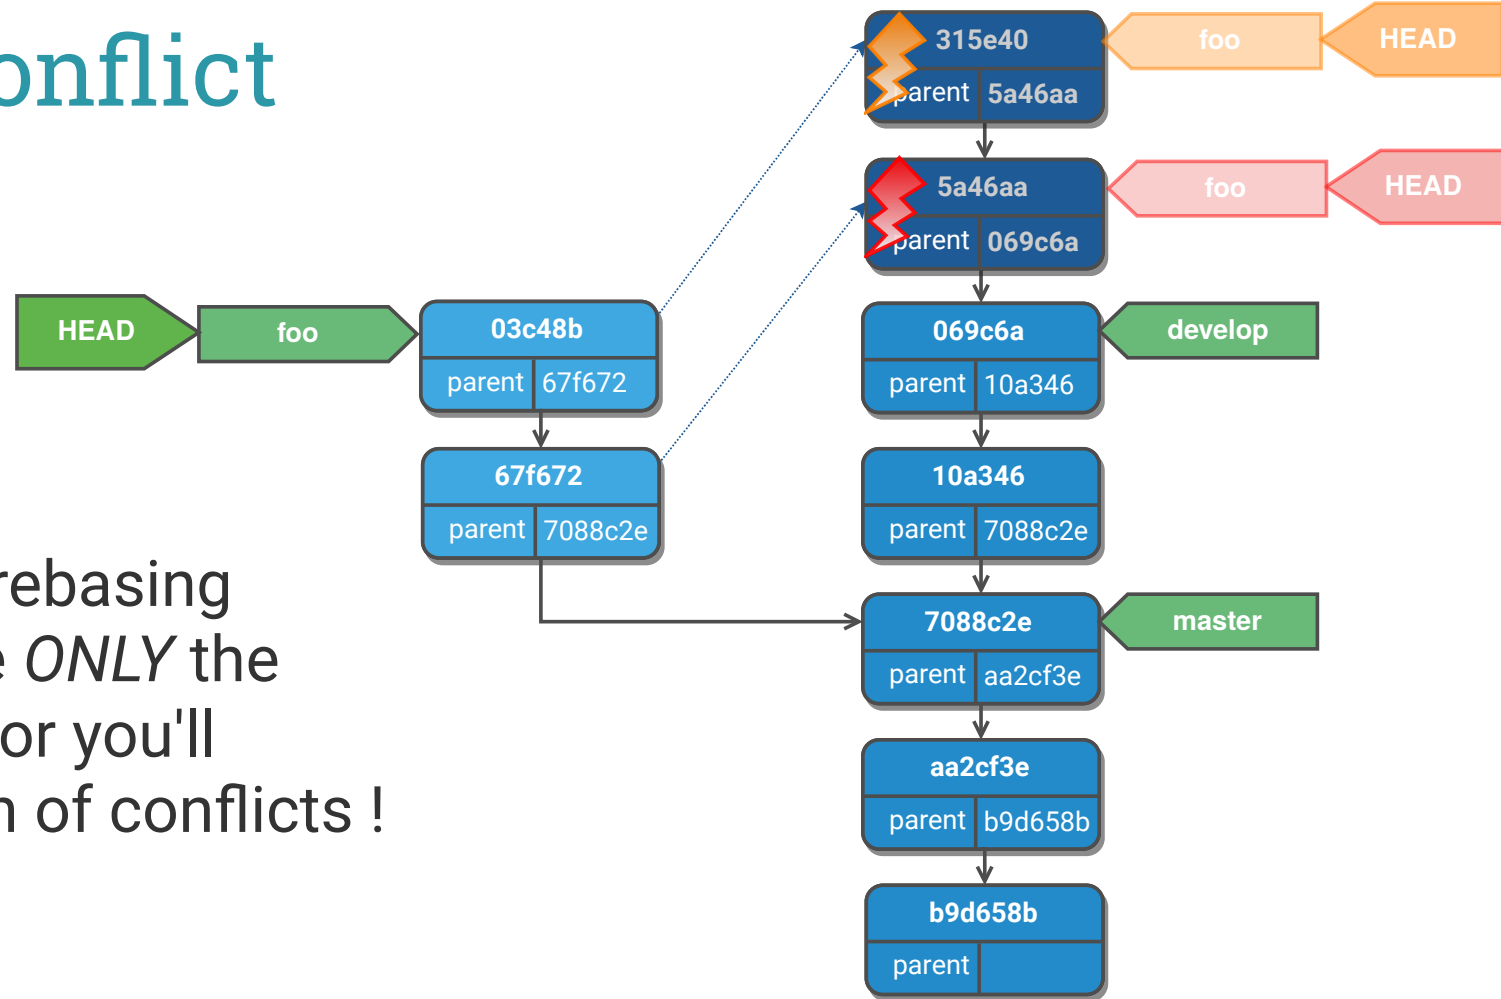 onflict
315e40
parent 5a46aa
foo
HEAD
5a46aa
parent 069c6a
foo
HEAD
HEAD
foo
03c48b
parent 67f672
069c6a
parent 10a346
develop
67f672
parent 7088c2e
10a346
parent 7088c2e
rebasing
e ONLY the
or you'll
n of conflicts !
7088c2e
parent aa2cf3e
master
aa2cf3e
parent b9d658b
b9d658b
parent